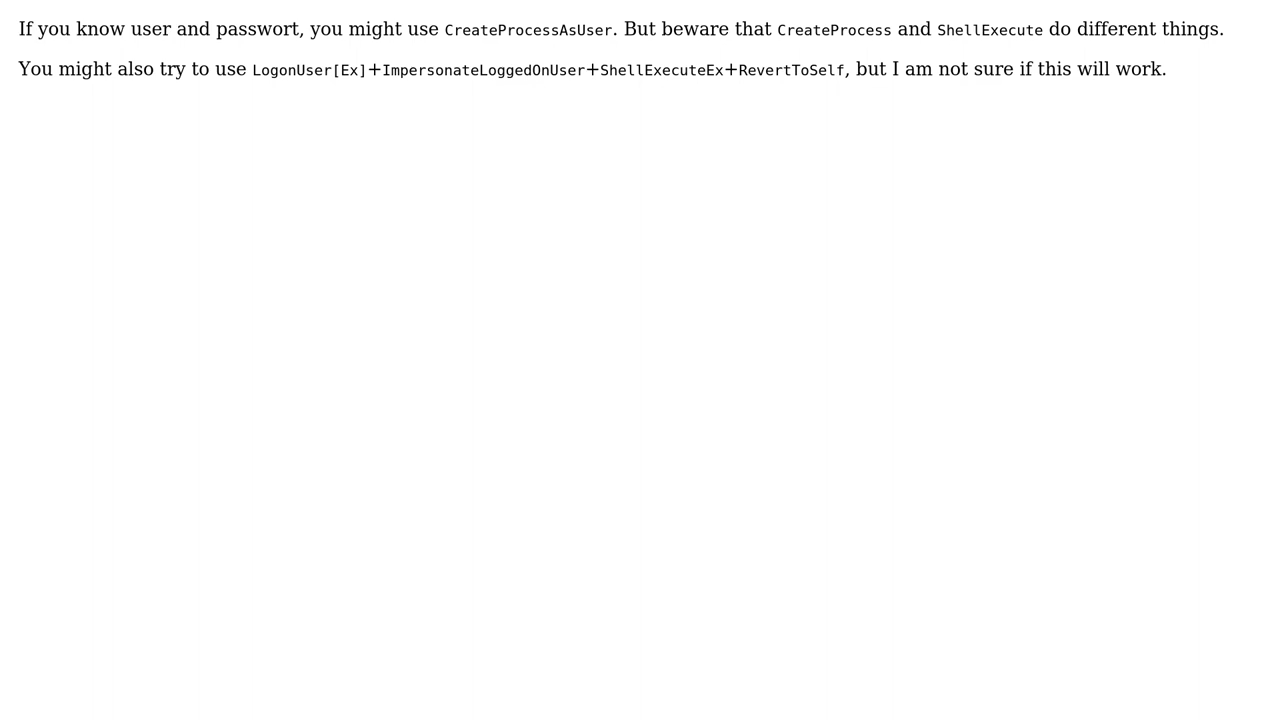 If you know user and passwort, you might use CreateProcessAsUser. But beware that CreateProcess and ShellExecute do different things.
You might also try to use LogonUser[Ex]+ImpersonateLoggedOnUser+ShellExecuteEx+RevertToSelf, but I am not sure if this will work.